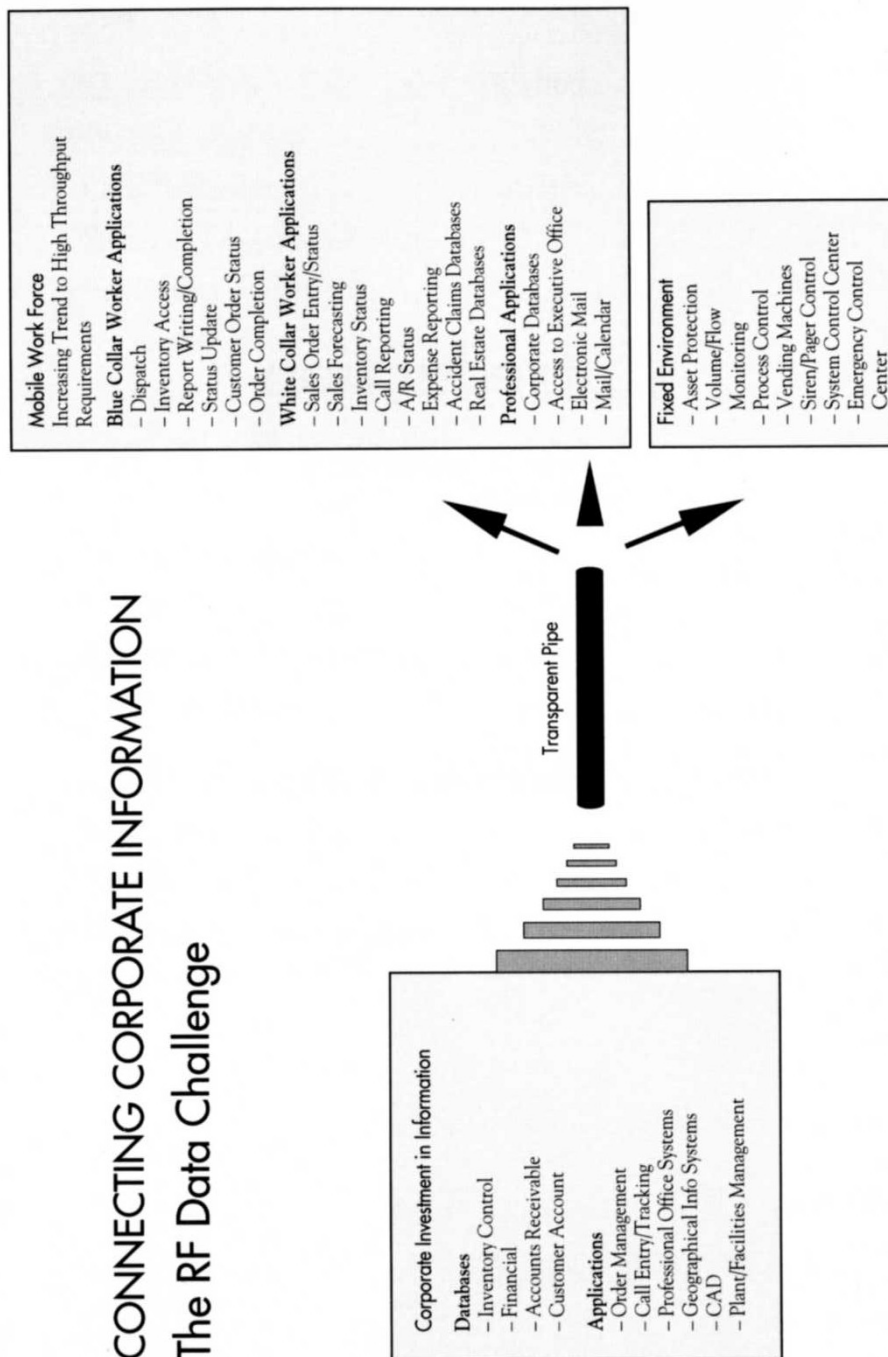 CONNECTING CORPORATE INFORMATION
The RF Data Challenge
Corporate Investment in Information
Databases
– Inventory Control
– Financial
– Accounts Receivable
– Customer Account
Applications
– Order Management
– Call Entry/Tracking
– Professional Office Systems
– Geographical Info Systems
– CAD
– Plant/Facilities Management
Transparent Pipe
Mobile Work Force
Increasing Trend to High Throughput
Requirements
Blue Collar Worker Applications
– Dispatch
– Inventory Access
– Report Writing/Completion
– Status Update
– Customer Order Status
– Order Completion
White Collar Worker Applications
– Sales Order Entry/Status
– Sales Forecasting
– Inventory Status
– Call Reporting
– A/R Status
– Expense Reporting
– Accident Claims Databases
– Real Estate Databases
Professional Applications
– Corporate Databases
– Access to Executive Office
– Electronic Mail
– Mail/Calendar
Fixed Environment
– Asset Protection
– Volume/Flow
Monitoring
– Process Control
– Vending Machines
– Siren/Pager Control
– System Control Center
– Emergency Control
Center